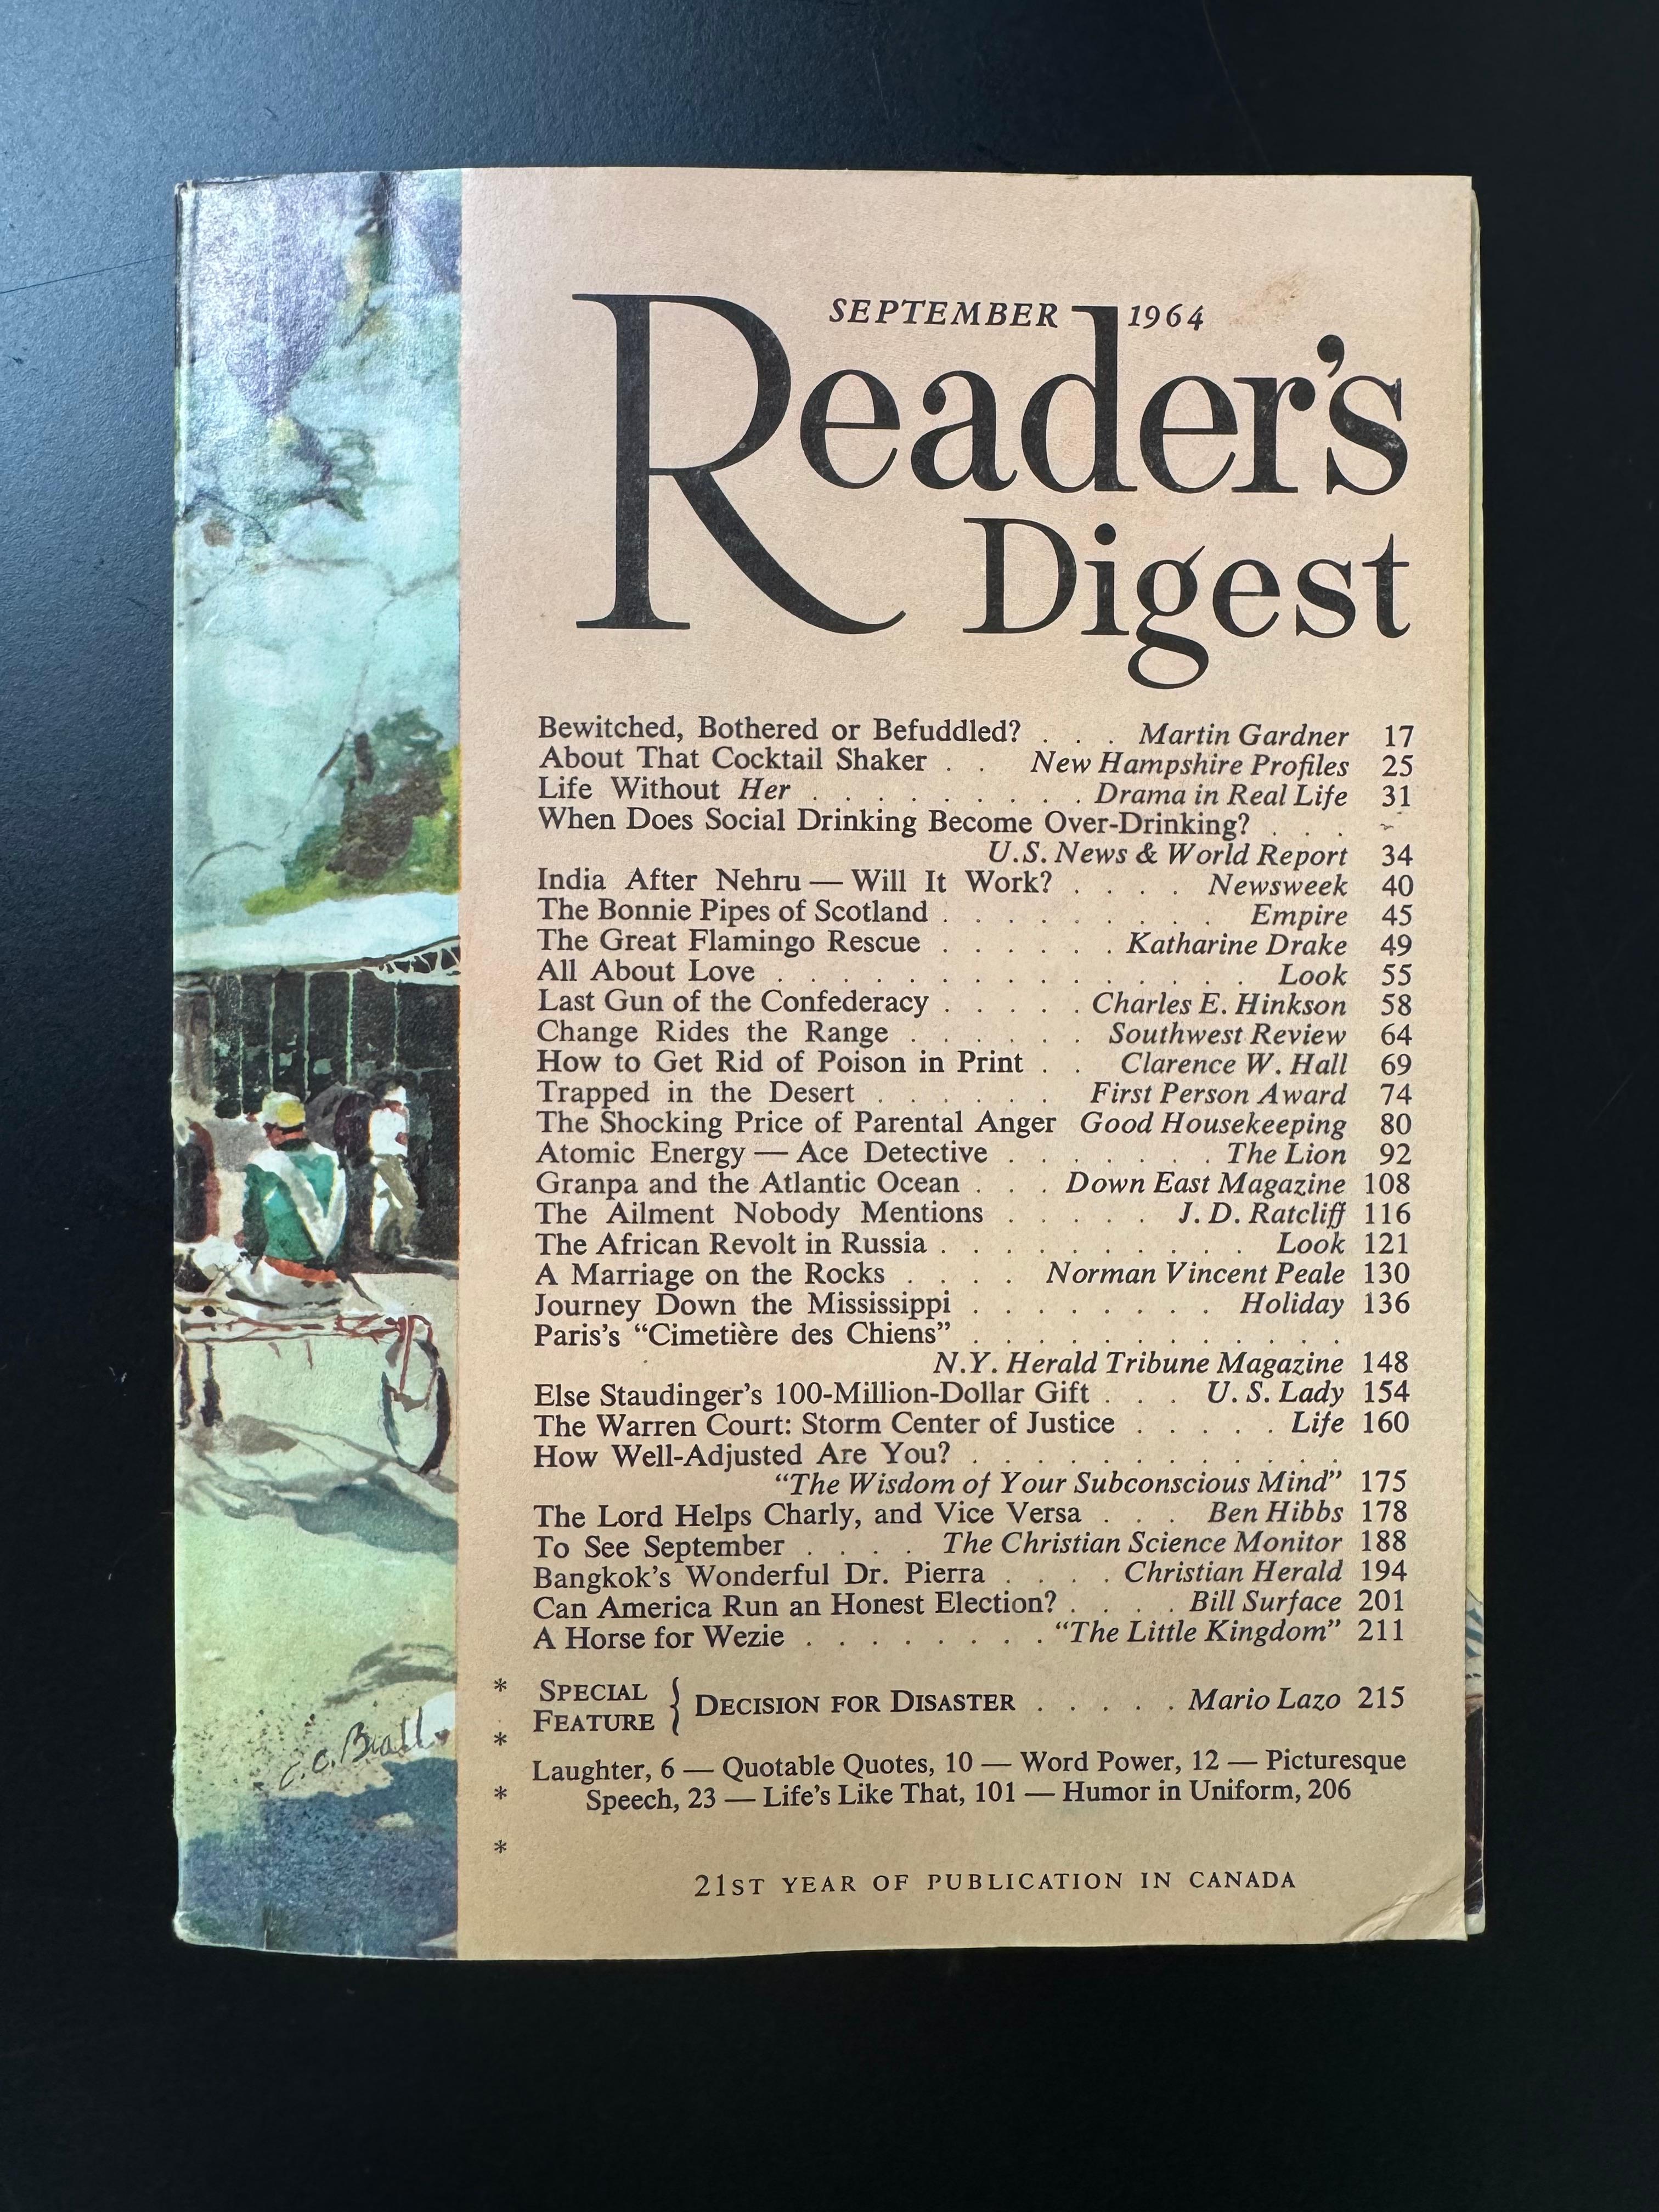 SEPTEMBER 1964
Reader's
Digest
Bewitched, Bothered or Befuddled? . . . Martin Gardner 17
About That Cocktail Shaker . . New Hampshire Profiles 25
Life Without Her . . . . . . . . . . Drama in Real Life 31
When Does Social Drinking Become Over-Drinking? . . .
U.S. News & World Report 34
India After Nehru — Will It Work? . . . . Newsweek 40
The Bonnie Pipes of Scotland . . . . . . . . . Empire 45
The Great Flamingo Rescue . . . . . . Katharine Drake 49
All About Love . . . . . . . . . . . . . . . Look 55
Last Gun of the Confederacy . . . . . Charles E. Hinkson 58
Change Rides the Range . . . . . . Southwest Review 64
How to Get Rid of Poison in Print . . Clarence W. Hall 69
Trapped in the Desert . . . . . . First Person Award 74
The Shocking Price of Parental Anger Good Housekeeping 80
Atomic Energy — Ace Detective . . . . . . . The Lion 92
Granpa and the Atlantic Ocean . . . Down East Magazine 108
The Ailment Nobody Mentions . . . . . J. D. Ratcliff 116
The African Revolt in Russia . . . . . . . . . . Look 121
A Marriage on the Rocks . . . . Norman Vincent Peale 130
Journey Down the Mississippi . . . . . . . . Holiday 136
Paris's “Cimetière des Chiens” . . . . . . . . . . . .
N.Y. Herald Tribune Magazine 148
Else Staudinger's 100-Million-Dollar Gift . . . U. S. Lady 154
The Warren Court: Storm Center of Justice . . . . . Life 160
How Well-Adjusted Are You? . . . . . . . . . . . .
“The Wisdom of Your Subconscious Mind” 175
The Lord Helps Charly, and Vice Versa . . . Ben Hibbs 178
To See September . . . . The Christian Science Monitor 188
Bangkok's Wonderful Dr. Pierra . . . . Christian Herald 194
Can America Run an Honest Election? . . . . Bill Surface 201
A Horse for Wezie . . . . . . . . “The Little Kingdom” 211
* SPECIAL FEATURE { DECISION FOR DISASTER . . . . . Mario Lazo 215
*
Laughter, 6 — Quotable Quotes, 10 — Word Power, 12 — Picturesque
* Speech, 23 — Life's Like That, 101 — Humor in Uniform, 206
*
21ST YEAR OF PUBLICATION IN CANADA
C.C. Beall